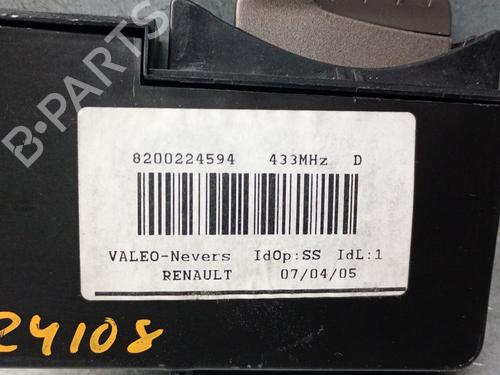 B-PARTS
8200224594 433MHz D
VALEO-Nevers IdOp:SS IdL:1
RENAULT 07/04/05
24108